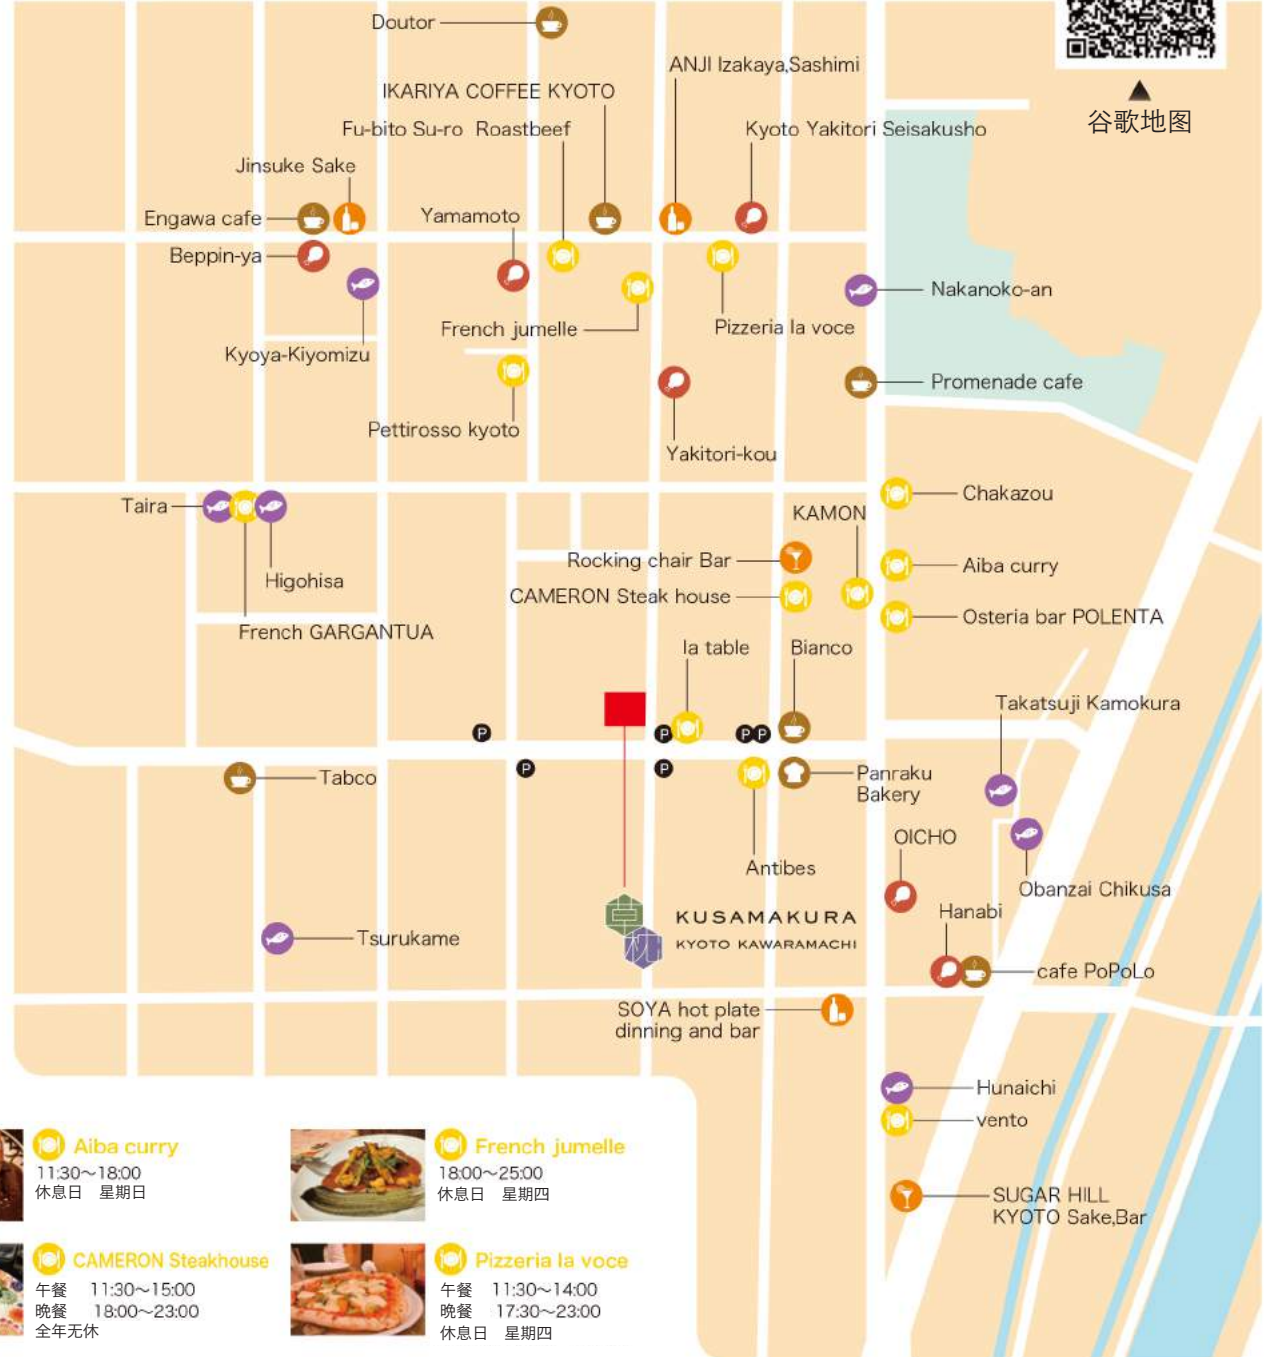 Doutor
ANJI Izakaya,Sashimi
IKARIYA COFFEE KYOTO
谷歌地图
Fu-bito Su-ro Roastbeef
Kyoto Yakitori Seisakusho
Jinsuke Sake
Engawa cafe
Yamamoto
Beppin-ya
Nakanoko-an
French jumelle
Pizzeria la voce
Kyoya-Kiyomizu
Promenade cafe
Pettirosso kyoto
Yakitori-kou
Chakazou
Taira
KAMON
Rocking chair Bar
Aiba curry
Higohisa
CAMERON Steak house
Osteria bar POLENTA
French GARGANTUA
la table
Bianco
Takatsuji Kamokura
P
P
P P
P
P
Tabco
Panraku
Bakery
OICHO
Antibes
Obanzai Chikusa
Hanabi
草
KUSAMAKURA
枕
KYOTO KAWARAMACHI
Tsurukame
cafe PoPoLo
SOYA hot plate
dinning and bar
Hunaichi
vento
SUGAR HILL
KYOTO Sake,Bar
Aiba curry
11:30～18:00
休息日 星期日
French jumelle
18:00～25:00
休息日 星期四
CAMERON Steakhouse
午餐 11:30～15:00
晚餐 18:00～23:00
全年无休
Pizzeria la voce
午餐 11:30～14:00
晚餐 17:30～23:00
休息日 星期四